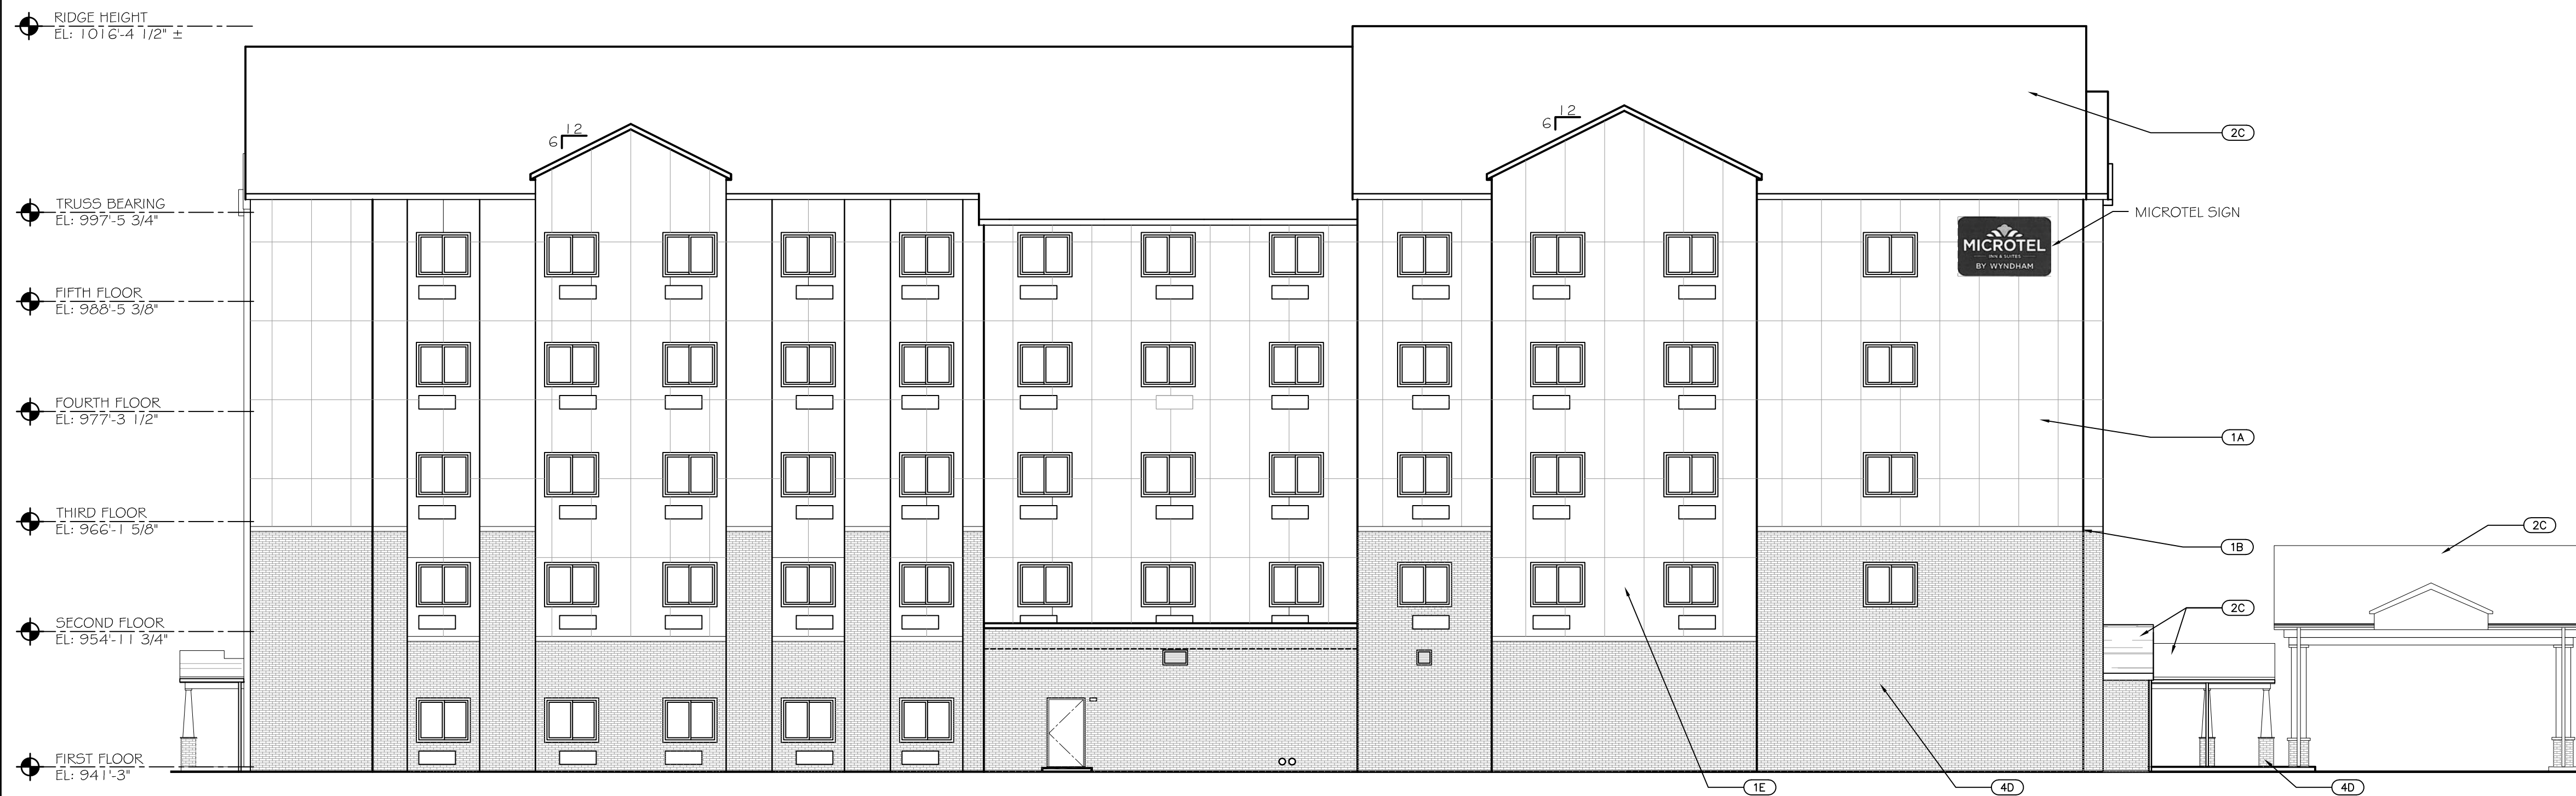 RIDGE HEIGHT
EL: 1016'-4 1/2" ±
12
6
12
6
2C
TRUSS BEARING
EL: 997'-5 3/4"
MICROTEL SIGN
MICROTEL
INN & SUITES
BY WYNDHAM
FIFTH FLOOR
EL: 988'-5 3/8"
FOURTH FLOOR
EL: 977'-3 1/2"
1A
THIRD FLOOR
EL: 966'-1 5/8"
2C
1B
2C
SECOND FLOOR
EL: 954'-11 3/4"
FIRST FLOOR
EL: 941'-3"
1E
4D
4D